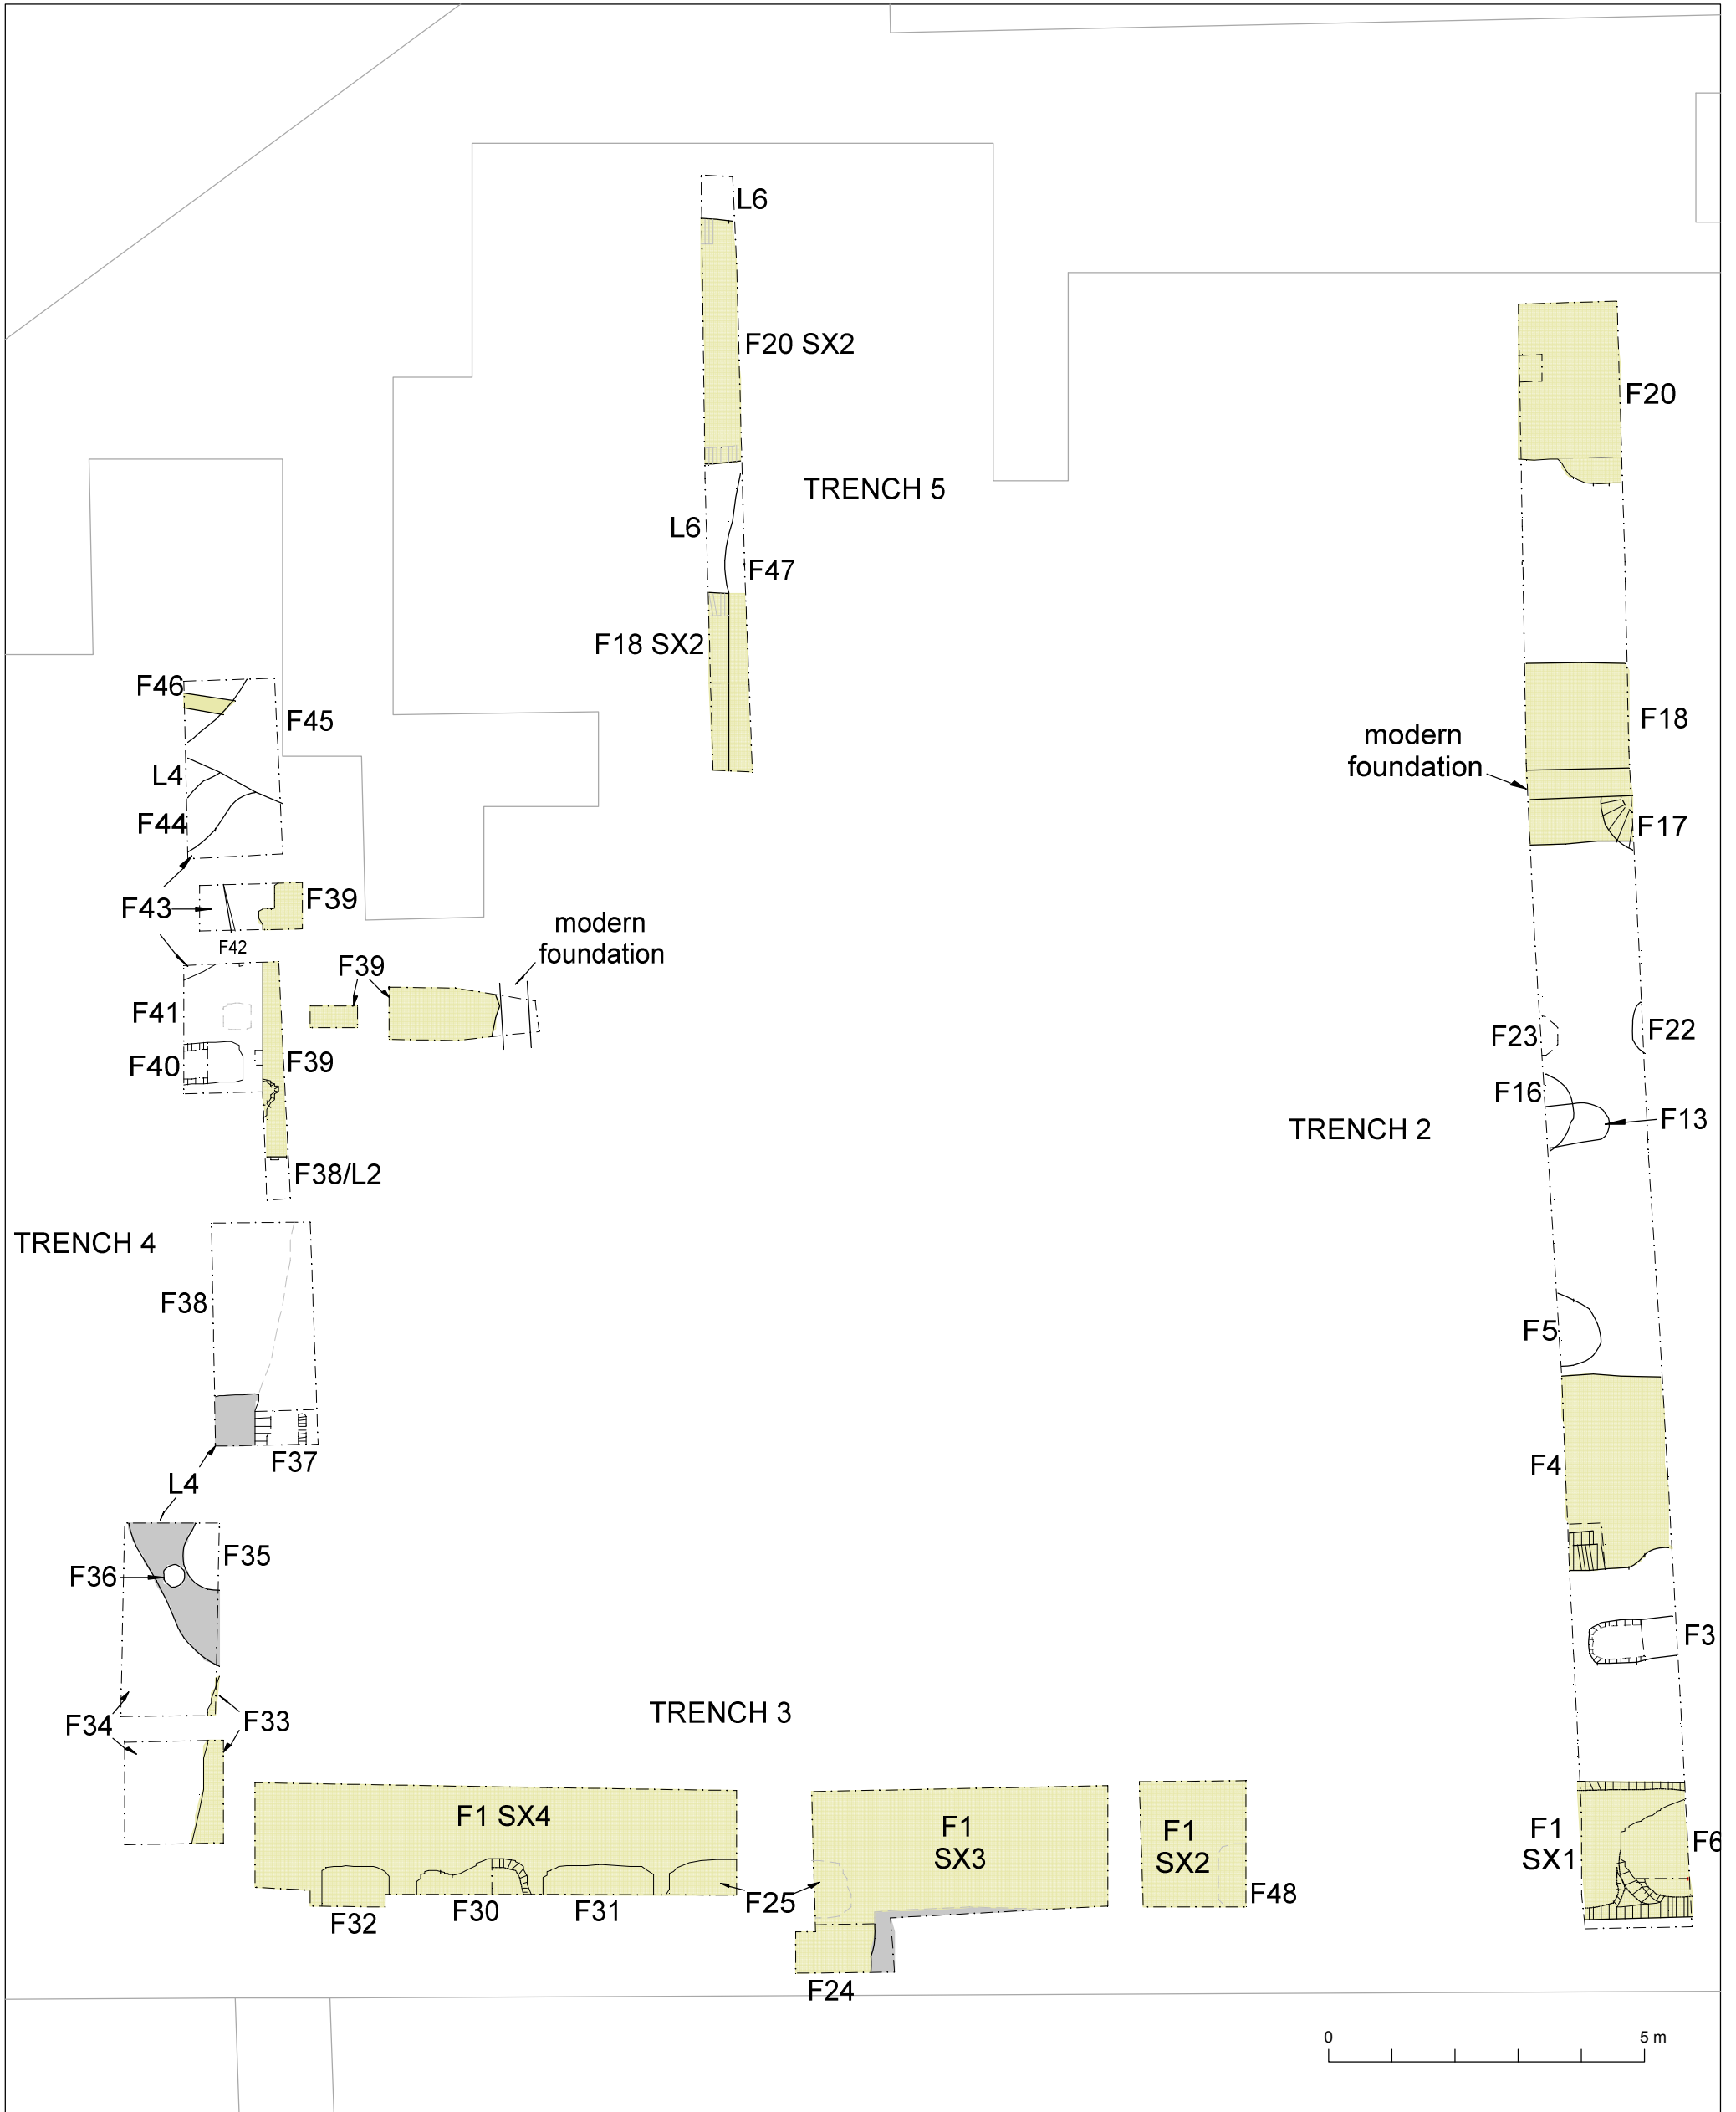 L6
F20 SX2
F20
TRENCH 5
L6
F47
F18 SX2
F46
F45
F18
modern
foundation
L4
F44
F17
F43
F39
modern
foundation
F42
F39
F41
F23
F22
F40
F39
F16
F13
TRENCH 2
F38/L2
TRENCH 4
F38
F5
F37
F4
L4
F35
F36
F3
TRENCH 3
F34
F33
F1 SX4
F1
SX3
F1
SX2
F1
SX1
F6
F25
F48
F32
F30
F31
F24
0
5 m